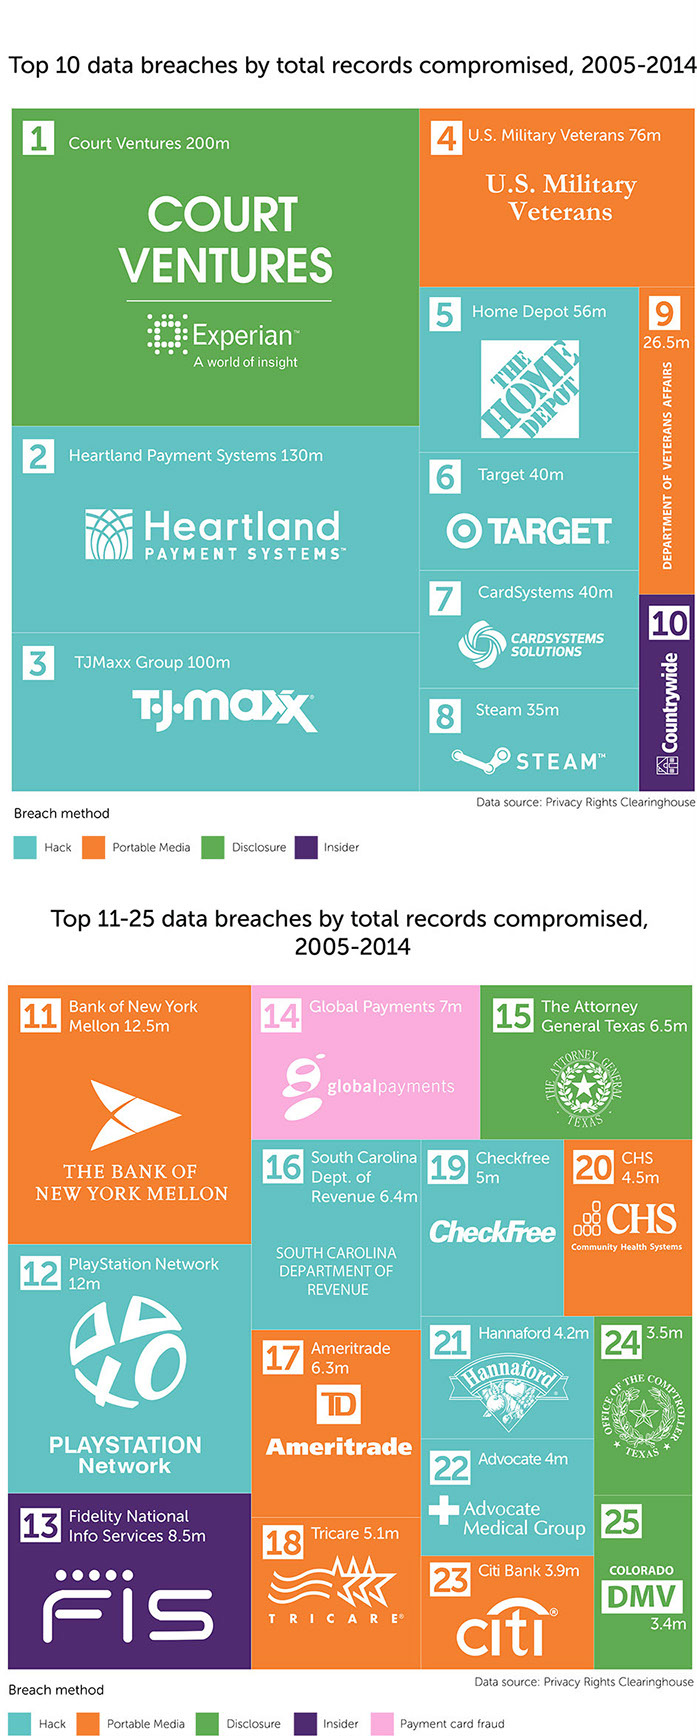 Top 10 data breaches by total records compromised, 2005-2014
1 Court Ventures 200m
COURT
VENTURES
Experian™
A world of insight
2 Heartland Payment Systems 130m
Heartland
PAYMENT SYSTEMS™
3 TJMaxx Group 100m
T·J·maxx®
4 U.S. Military Veterans 76m
U.S. Military
Veterans
5 Home Depot 56m
THE
HOME
DEPOT
6 Target 40m
TARGET
7 CardSystems 40m
CARDSYSTEMS
SOLUTIONS
8 Steam 35m
STEAM™
9
26.5m
DEPARTMENT OF VETERANS AFFAIRS
10
Countrywide
Data source: Privacy Rights Clearinghouse
Breach method
Hack Portable Media Disclosure Insider
Top 11-25 data breaches by total records compromised,
2005-2014
11 Bank of New York
Mellon 12.5m
THE BANK OF
NEW YORK MELLON
12 PlayStation Network
12m
PLAYSTATION
Network
13 Fidelity National
Info Services 8.5m
FIS
14 Global Payments 7m
globalpayments
15 The Attorney
General Texas 6.5m
THE ATTORNEY GENERAL
TEXAS
16 South Carolina
Dept. of
Revenue 6.4m
SOUTH CAROLINA
DEPARTMENT OF
REVENUE
17 Ameritrade
6.3m
TD
Ameritrade
18 Tricare 5.1m
TRICARE®
19 Checkfree
5m
CheckFree
20 CHS
4.5m
CHS
Community Health Systems
21 Hannaford 4.2m
Hannaford
22 Advocate 4m
Advocate
Medical Group
23 Citi Bank 3.9m
citi®
24 3.5m
OFFICE OF THE COMPTROLLER
TEXAS
25
COLORADO
DMV
3.4m
Data source: Privacy Rights Clearinghouse
Breach method
Hack Portable Media Disclosure Insider Payment card fraud